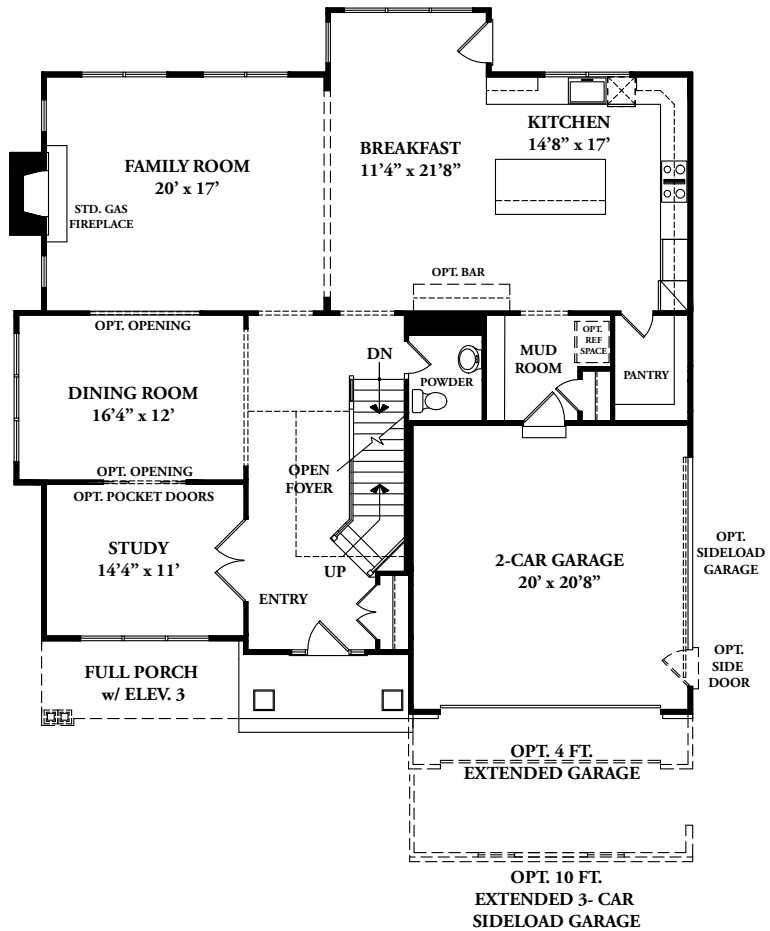 FAMILY ROOM
20’ x 17’
STD. GAS
FIREPLACE
BREAKFAST
11’4” x 21’8”
KITCHEN
14’8” x 17’
OPT. BAR
OPT. OPENING
DINING ROOM
16’4” x 12’
OPT. OPENING
DN
POWDER
MUD
ROOM
OPT.
REF
SPACE
PANTRY
OPEN
FOYER
OPT. POCKET DOORS
STUDY
14’4” x 11’
UP
ENTRY
2-CAR GARAGE
20’ x 20’8”
OPT.
SIDELOAD
GARAGE
OPT.
SIDE
DOOR
FULL PORCH
w/ ELEV. 3
OPT. 4 FT.
EXTENDED GARAGE
OPT. 10 FT.
EXTENDED 3- CAR
SIDELOAD GARAGE